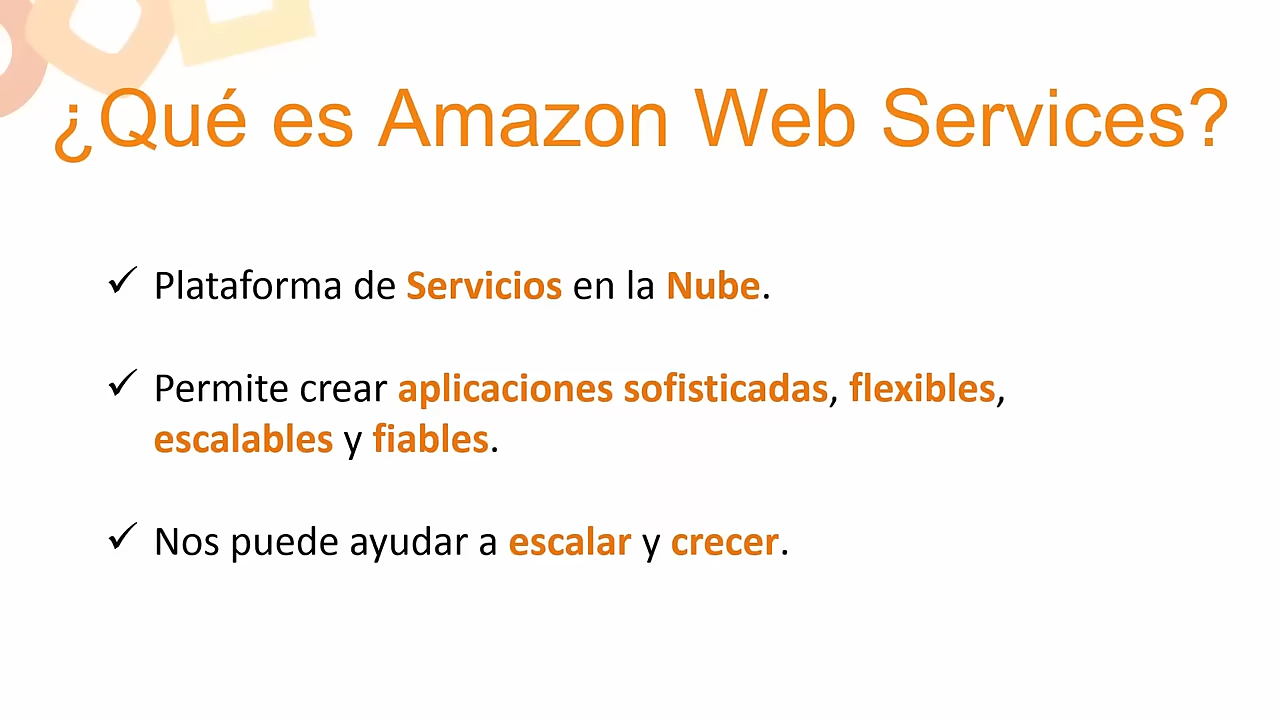 ¿Qué es Amazon Web Services?
✓ Plataforma de Servicios en la Nube.
✓ Permite crear aplicaciones sofisticadas, flexibles,
escalables y fiables.
✓ Nos puede ayudar a escalar y crecer.